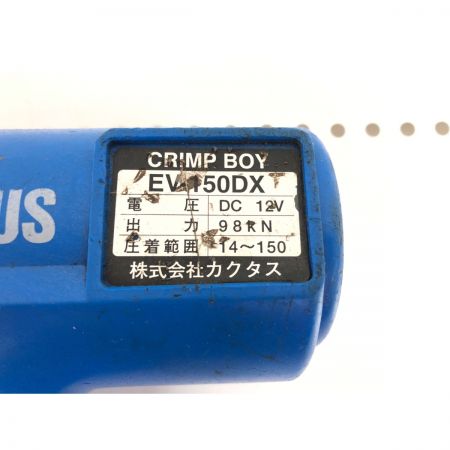 CRIMP BOY
EV-150DX
電 圧 DC 12V
出 力 98kN
圧着範囲 14～150
株式会社カクタス
US